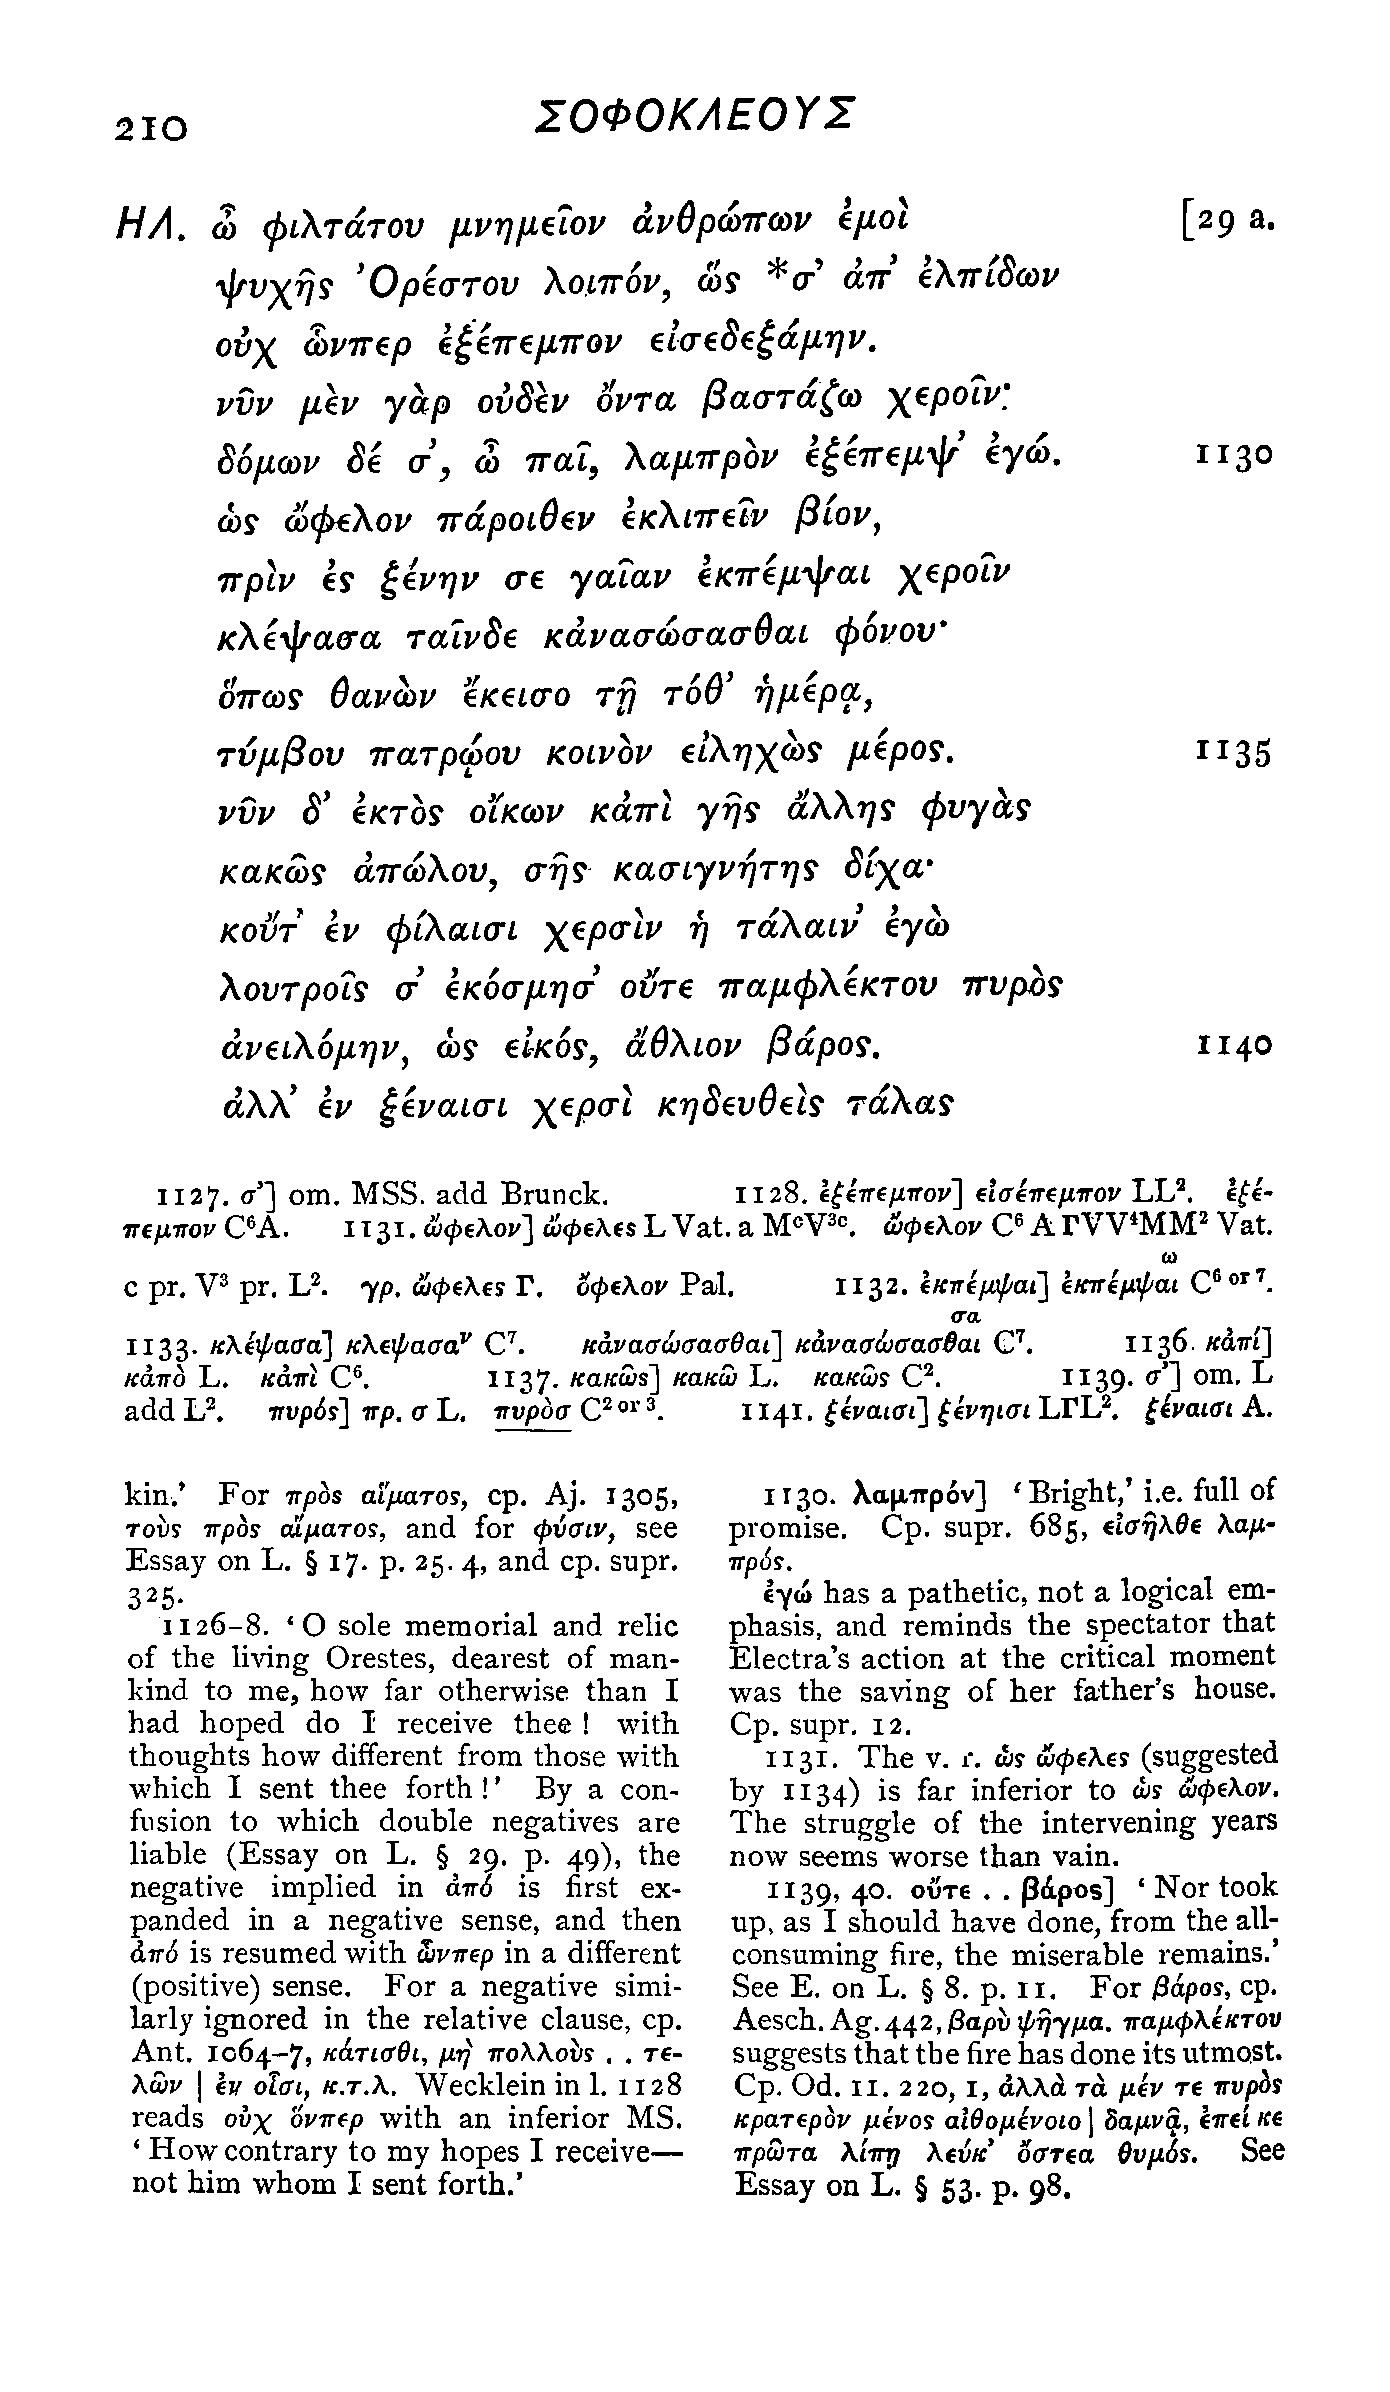 210 ΣΟΦΟΚΛΕΟΥΣ
ΗΛ. ὦ φιλτάτου μνημεῖον ἀνθρώπων ἐμοὶ [29 a.
ψυχῆς Ὀρέστου λοιπόν, ὥς *σ’ ἀπ’ ἐλπίδων
οὐχ ὧνπερ ἐξέπεμπον εἰσεδεξάμην.
νῦν μὲν γὰρ οὐδὲν ὄντα βαστάζω χεροῖν·
δόμων δέ σ’, ὦ παῖ, λαμπρὸν ἐξέπεμψ’ ἐγώ. 1130
ὡς ὤφελον πάροιθεν ἐκλιπεῖν βίον,
πρὶν ἐς ξένην σε γαῖαν ἐκπέμψαι χεροῖν
κλέψασα ταῖνδε κἀνασώσασθαι φόνου·
ὅπως θανὼν ἔκεισο τῇ τόθ’ ἡμέρᾳ,
τύμβου πατρῴου κοινὸν εἰληχὼς μέρος. 1135
νῦν δ’ ἐκτὸς οἴκων κἀπὶ γῆς ἄλλης φυγὰς
κακῶς ἀπώλου, σῆς κασιγνήτης δίχα·
κοὔτ’ ἐν φίλαισι χερσὶν ἡ τάλαιν’ ἐγὼ
λουτροῖς σ’ ἐκόσμησ’ οὔτε παμφλέκτου πυρὸς
ἀνειλόμην, ὡς εἰκός, ἄθλιον βάρος. 1140
ἀλλ’ ἐν ξέναισι χερσὶ κηδευθεὶς τάλας
1127. σ’] om. MSS. add Brunck. 1128. ἐξέπεμπον] εἰσέπεμπον LL². ἐξέ-
πεμπον C⁶A. 1131. ὤφελον] ὤφελες L Vat. a MᶜV³ᶜ. ὤφελον C⁶ A ΓVV⁴MM² Vat.
c pr. V³ pr. L². γρ. ὤφελες Γ. ὄφελον Pal. 1132. ἐκπέμψαι] ἐκπέμψαι C⁶ ᵒʳ ⁷.
ω
σα
1133. κλέψασα] κλεψασαᵛ C⁷. κἀνασώσασθαι] κἀνασώσασθαι C⁷. 1136. κἀπί]
κἀπὸ L. κἀπὶ C⁶. 1137. κακῶς] κακῶ L. κακῶς C². 1139. σ’] om. L
add L². πυρός] πρ. σ L. πυρὸσ C² ᵒʳ ³. 1141. ξέναισι] ξένηισι LΓL². ξέναισι A.
kin.’ For πρὸς αἵματος, cp. Aj. 1305,
τοὺς πρὸς αἵματος, and for φύσιν, see
Essay on L. § 17. p. 25. 4, and cp. supr.
325.
1126–8. ‘O sole memorial and relic
of the living Orestes, dearest of man-
kind to me, how far otherwise than I
had hoped do I receive thee! with
thoughts how different from those with
which I sent thee forth!’ By a con-
fusion to which double negatives are
liable (Essay on L. § 29. p. 49), the
negative implied in ἀπό is first ex-
panded in a negative sense, and then
ἀπό is resumed with ὧνπερ in a different
(positive) sense. For a negative simi-
larly ignored in the relative clause, cp.
Ant. 1064–7, κάτισθι, μὴ πολλοὺς . . τε-
λῶν | ἐν οἷσι, κ.τ.λ. Wecklein in l. 1128
reads οὐχ ὅνπερ with an inferior MS.
‘How contrary to my hopes I receive—
not him whom I sent forth.’
1130. λαμπρόν] ‘Bright,’ i.e. full of
promise. Cp. supr. 685, εἰσῆλθε λαμ-
πρός.
ἐγώ has a pathetic, not a logical em-
phasis, and reminds the spectator that
Electra’s action at the critical moment
was the saving of her father’s house.
Cp. supr. 12.
1131. The v. r. ὡς ὤφελες (suggested
by 1134) is far inferior to ὡς ὤφελον.
The struggle of the intervening years
now seems worse than vain.
1139, 40. οὔτε . . βάρος] ‘Nor took
up, as I should have done, from the all-
consuming fire, the miserable remains.’
See E. on L. § 8. p. 11. For βάρος, cp.
Aesch. Ag. 442, βαρὺ ψῆγμα. παμφλέκτου
suggests that the fire has done its utmost.
Cp. Od. 11. 220, 1, ἀλλὰ τὰ μέν τε πυρὸς
κρατερὸν μένος αἰθομένοιο | δαμνᾷ, ἐπεί κε
πρῶτα λίπῃ λεύκ’ ὄστεα θυμός. See
Essay on L. § 53. p. 98.